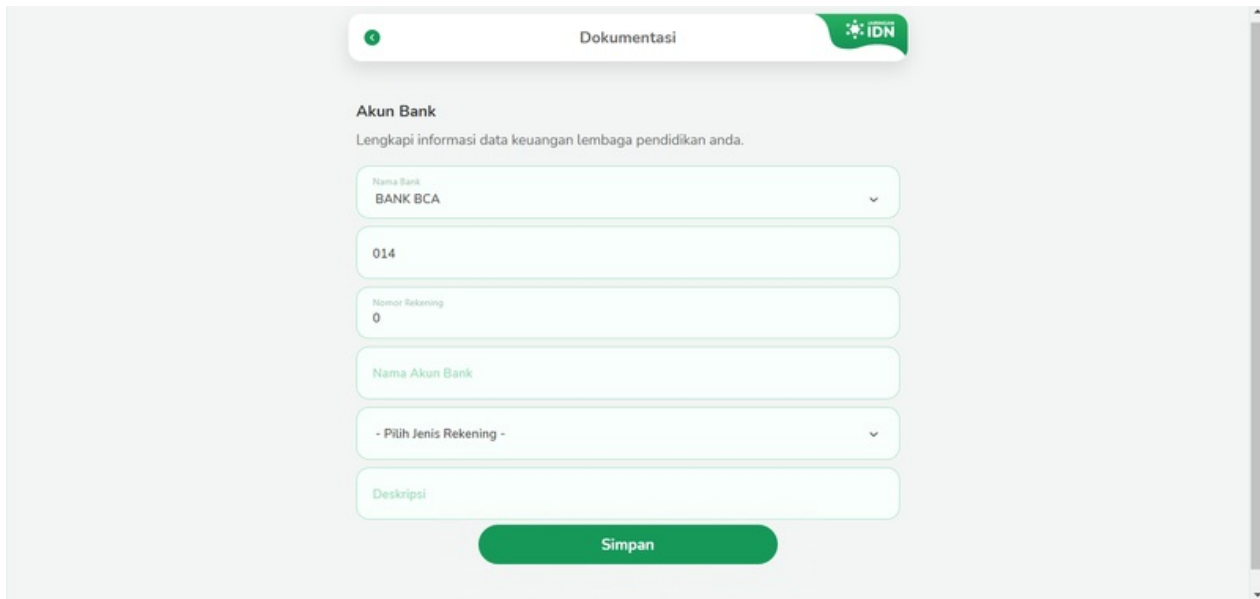 Dokumentasi
JARINGAN
IDN
Akun Bank
Lengkapi informasi data keuangan lembaga pendidikan anda.
Nama Bank
BANK BCA
014
Nomor Rekening
0
Nama Akun Bank
- Pilih Jenis Rekening -
Deskripsi
Simpan